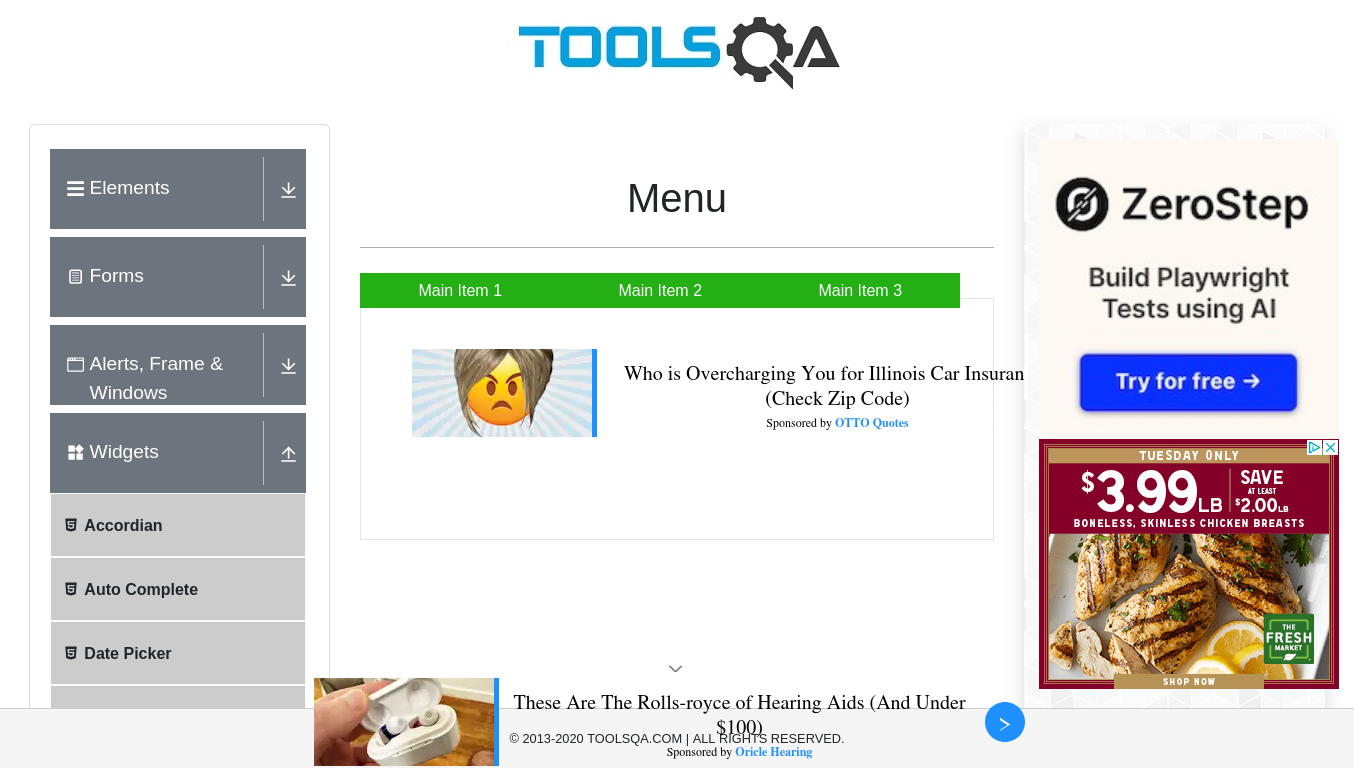 TOOLSQA
Elements
Forms
Alerts, Frame &
Windows
Widgets
Accordian
Auto Complete
Date Picker
Menu
Main Item 1
Main Item 2
Main Item 3
Who is Overcharging You for Illinois Car Insuran
(Check Zip Code)
Sponsored by OTTO Quotes
ZeroStep
Build Playwright
Tests using AI
Try for free →
TUESDAY ONLY
$3.99LB
SAVE
AT LEAST
$2.00LB
BONELESS, SKINLESS CHICKEN BREASTS
THE
FRESH
MARKET
SHOP NOW
These Are The Rolls-royce of Hearing Aids (And Under
$100)
Sponsored by Oricle Hearing
© 2013-2020 TOOLSQA.COM | ALL RIGHTS RESERVED.